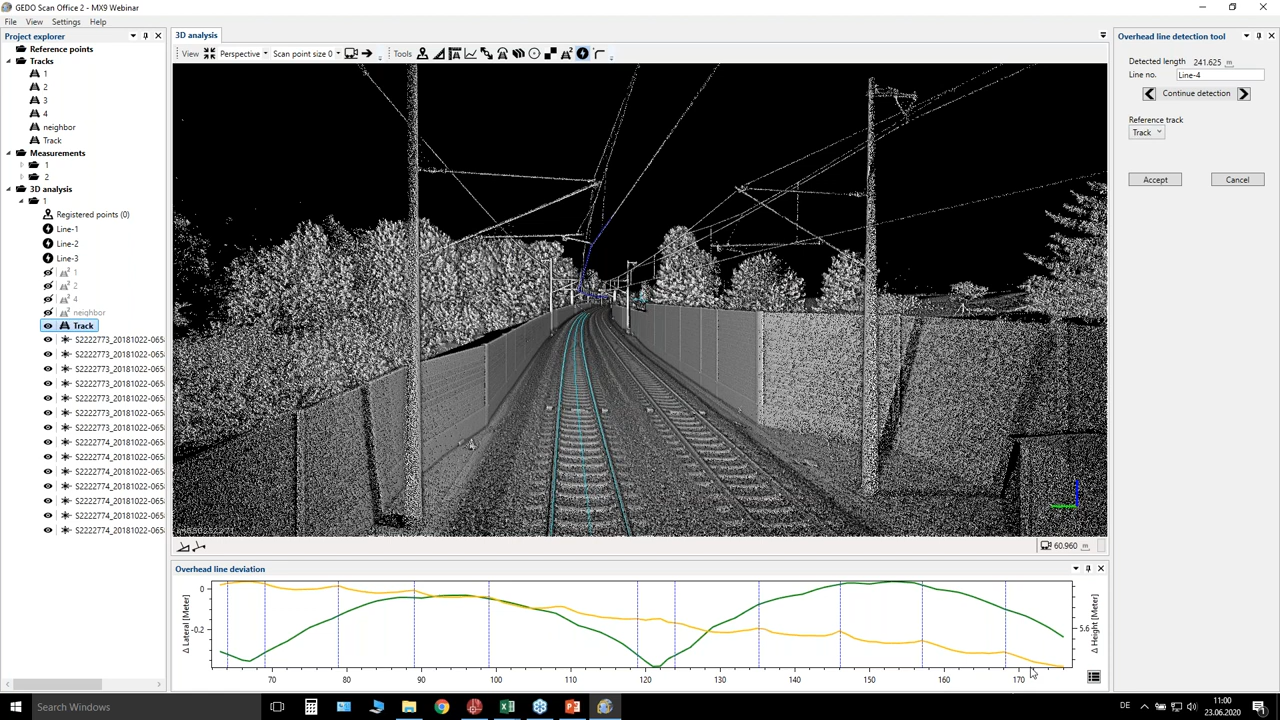 GEDO Scan Office 2 - MX9 Webinar
File View Settings Help
Project explorer
Reference points
Tracks
1
2
3
4
neighbor
Track
Measurements
1
2
3D analysis
1
Registered points (0)
Line-1
Line-2
Line-3
1
2
4
neighbor
Track
S2222773_20181022-065
S2222773_20181022-065
S2222773_20181022-065
S2222773_20181022-065
S2222773_20181022-065
S2222773_20181022-065
S2222773_20181022-065
S2222774_20181022-065
S2222774_20181022-065
S2222774_20181022-065
S2222774_20181022-065
S2222774_20181022-065
S2222774_20181022-065
S2222774_20181022-065
3D analysis
View Perspective Scan point size 0 Tools
60.960 m
Overhead line deviation
Δ Lateral [Meter]
0
-0.2
70 80 90 100 110 120 130 140 150 160 170
5.6
Δ Height [Meter]
Overhead line detection tool
Detected length 241.625 m
Line no. Line-4
Continue detection
Reference track
Track
Accept Cancel
Search Windows
DE
11:00
23.06.2020